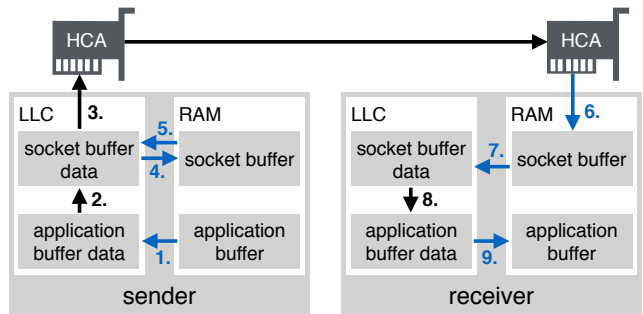 HCA
HCA
LLC
3.
5.
RAM
socket buffer
data
4.
socket buffer
2.
application
buffer data
1.
application
buffer
sender
LLC
RAM
6.
socket buffer
data
7.
socket buffer
8.
application
buffer data
9.
application
buffer
receiver